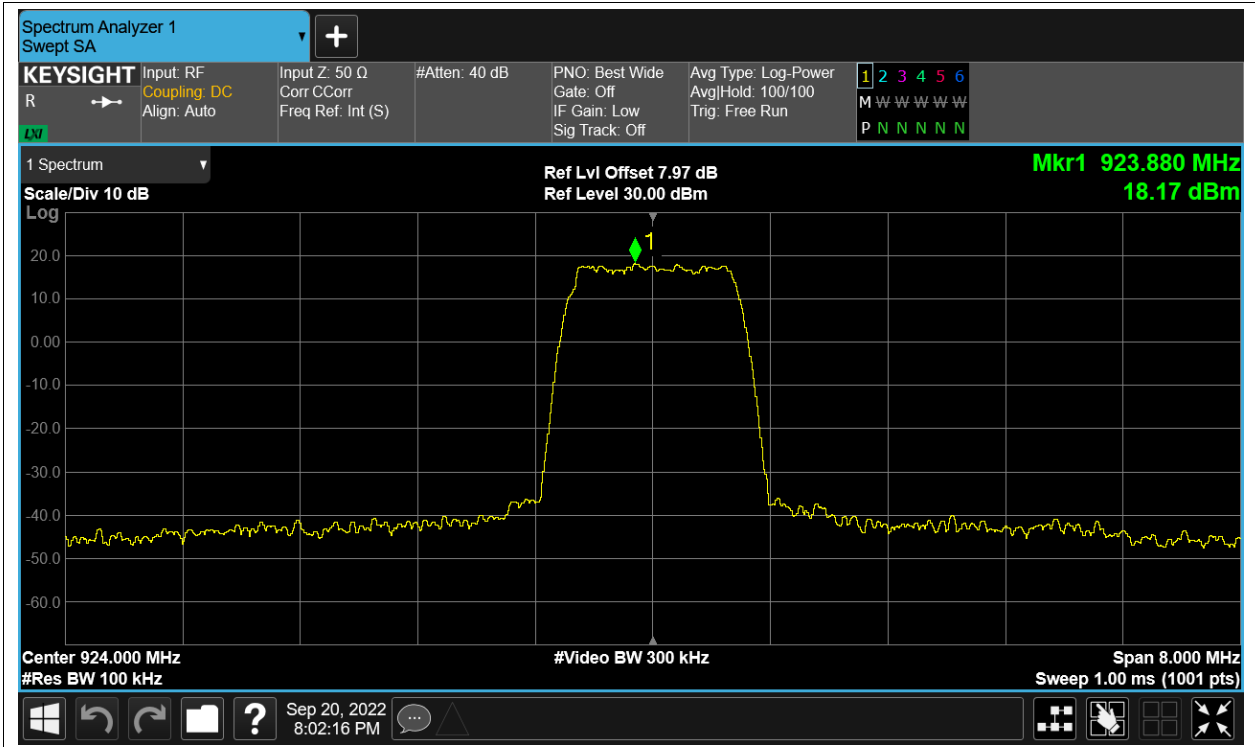 Spectrum Analyzer 1
Swept SA
+
KEYSIGHT
R
LXI
Input: RF
Coupling: DC
Align: Auto
Input Z: 50 Ω
Corr CCorr
Freq Ref: Int (S)
#Atten: 40 dB
PNO: Best Wide
Gate: Off
IF Gain: Low
Sig Track: Off
Avg Type: Log-Power
Avg|Hold: 100/100
Trig: Free Run
1 2 3 4 5 6
M W W W W W
P N N N N N
1 Spectrum
Scale/Div 10 dB
Log
Ref Lvl Offset 7.97 dB
Ref Level 30.00 dBm
Mkr1 923.880 MHz
18.17 dBm
1
20.0
10.0
0.00
-10.0
-20.0
-30.0
-40.0
-50.0
-60.0
Center 924.000 MHz
#Res BW 100 kHz
#Video BW 300 kHz
Span 8.000 MHz
Sweep 1.00 ms (1001 pts)
?
Sep 20, 2022
8:02:16 PM